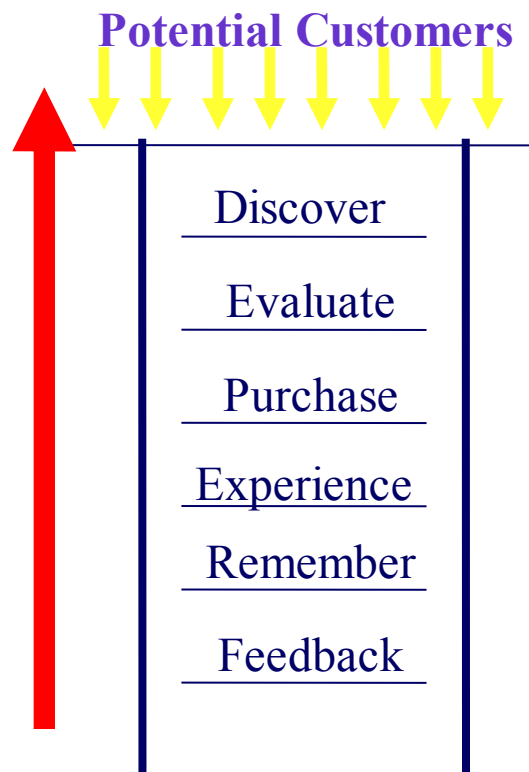 Potential Customers
Discover
Evaluate
Purchase
Experience
Remember
Feedback